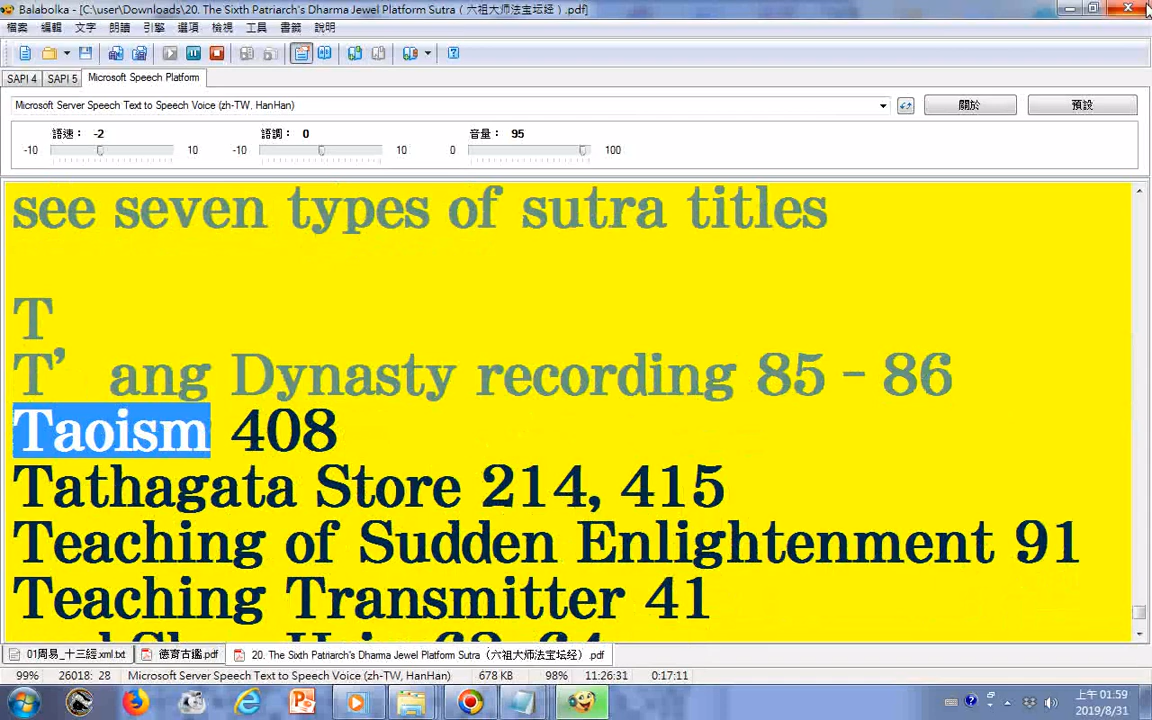 Balabolka - [C:\user\Downloads\20. The Sixth Patriarch's Dharma Jewel Platform Sutra（六祖大师法宝坛经）.pdf]
檔案 編輯 文字 朗讀 引擎 選項 檢視 工具 書籤 說明
SAPI 4 SAPI 5 Microsoft Speech Platform
Microsoft Server Speech Text to Speech Voice (zh-TW, HanHan) 關於 預設
語速： -2 語調： 0 音量： 95
-10 10 -10 10 0 100
see seven types of sutra titles
T
T’ ang Dynasty recording 85 - 86
Taoism 408
Tathagata Store 214, 415
Teaching of Sudden Enlightenment 91
Teaching Transmitter 41
01周易_十三經.xml.txt 德育古鑑.pdf 20. The Sixth Patriarch's Dharma Jewel Platform Sutra（六祖大师法宝坛经）.pdf
99% 26018: 28 Microsoft Server Speech Text to Speech Voice (zh-TW, HanHan) 678 KB 98% 11:26:31 0:17:11
上午 01:59
2019/8/31